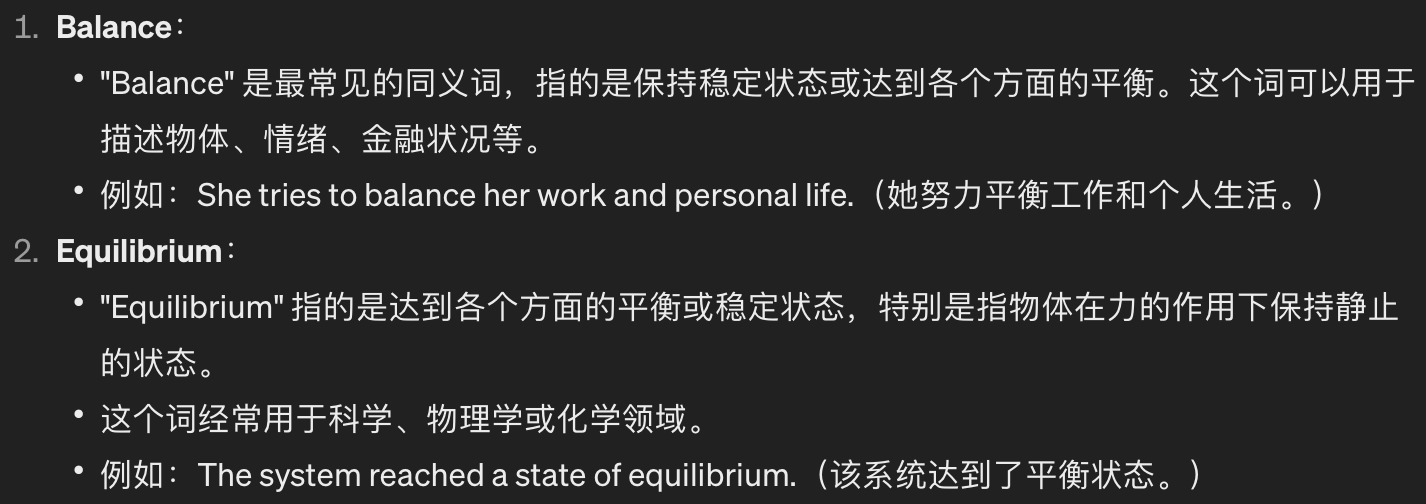 1. Balance：
• "Balance" 是最常见的同义词，指的是保持稳定状态或达到各个方面的平衡。这个词可以用于
描述物体、情绪、金融状况等。
• 例如：She tries to balance her work and personal life.（她努力平衡工作和个人生活。）
2. Equilibrium：
• "Equilibrium" 指的是达到各个方面的平衡或稳定状态，特别是指物体在力的作用下保持静止
的状态。
• 这个词经常用于科学、物理学或化学领域。
• 例如：The system reached a state of equilibrium.（该系统达到了平衡状态。）